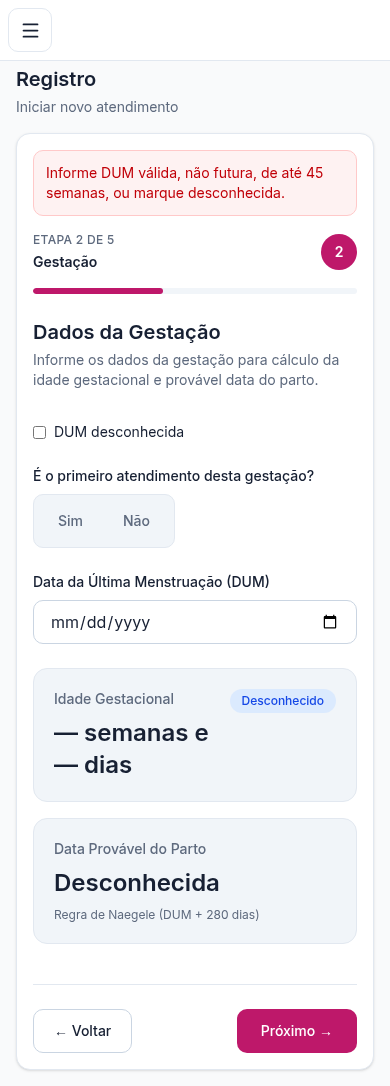 Registro
Iniciar novo atendimento
Informe DUM válida, não futura, de até 45
semanas, ou marque desconhecida.
ETAPA 2 DE 5
Gestação
2
Dados da Gestação
Informe os dados da gestação para cálculo da
idade gestacional e provável data do parto.
DUM desconhecida
É o primeiro atendimento desta gestação?
Sim Não
Data da Última Menstruação (DUM)
mm/dd/yyyy
Idade Gestacional Desconhecido
— semanas e
— dias
Data Provável do Parto
Desconhecida
Regra de Naegele (DUM + 280 dias)
← Voltar Próximo →